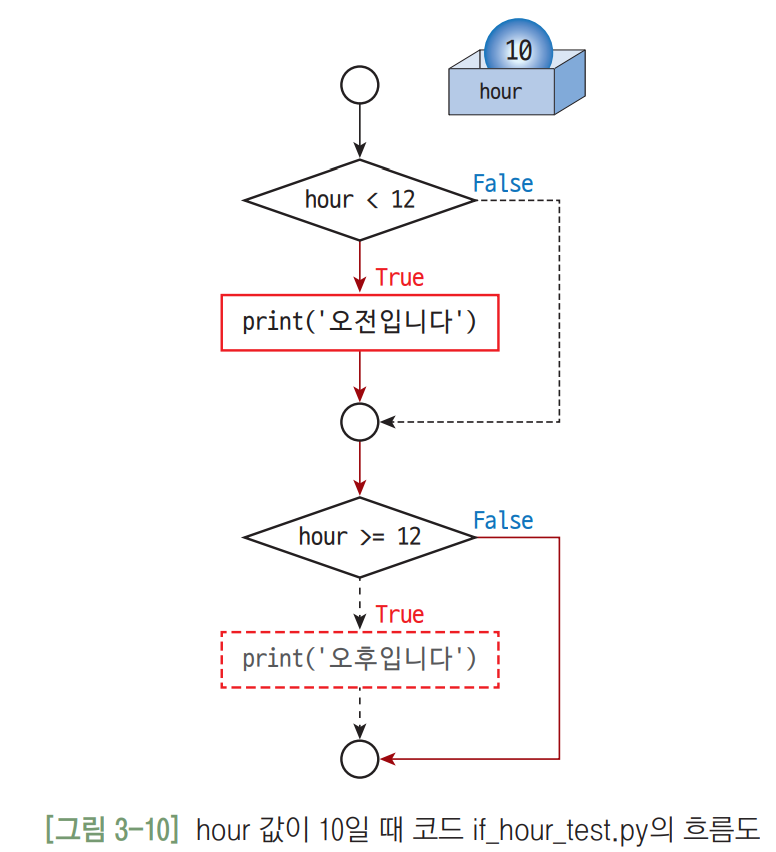 10
hour
hour < 12
False
True
print('오전입니다')
hour >= 12
False
True
print('오후입니다')
[그림 3-10] hour 값이 10일 때 코드 if_hour_test.py의 흐름도